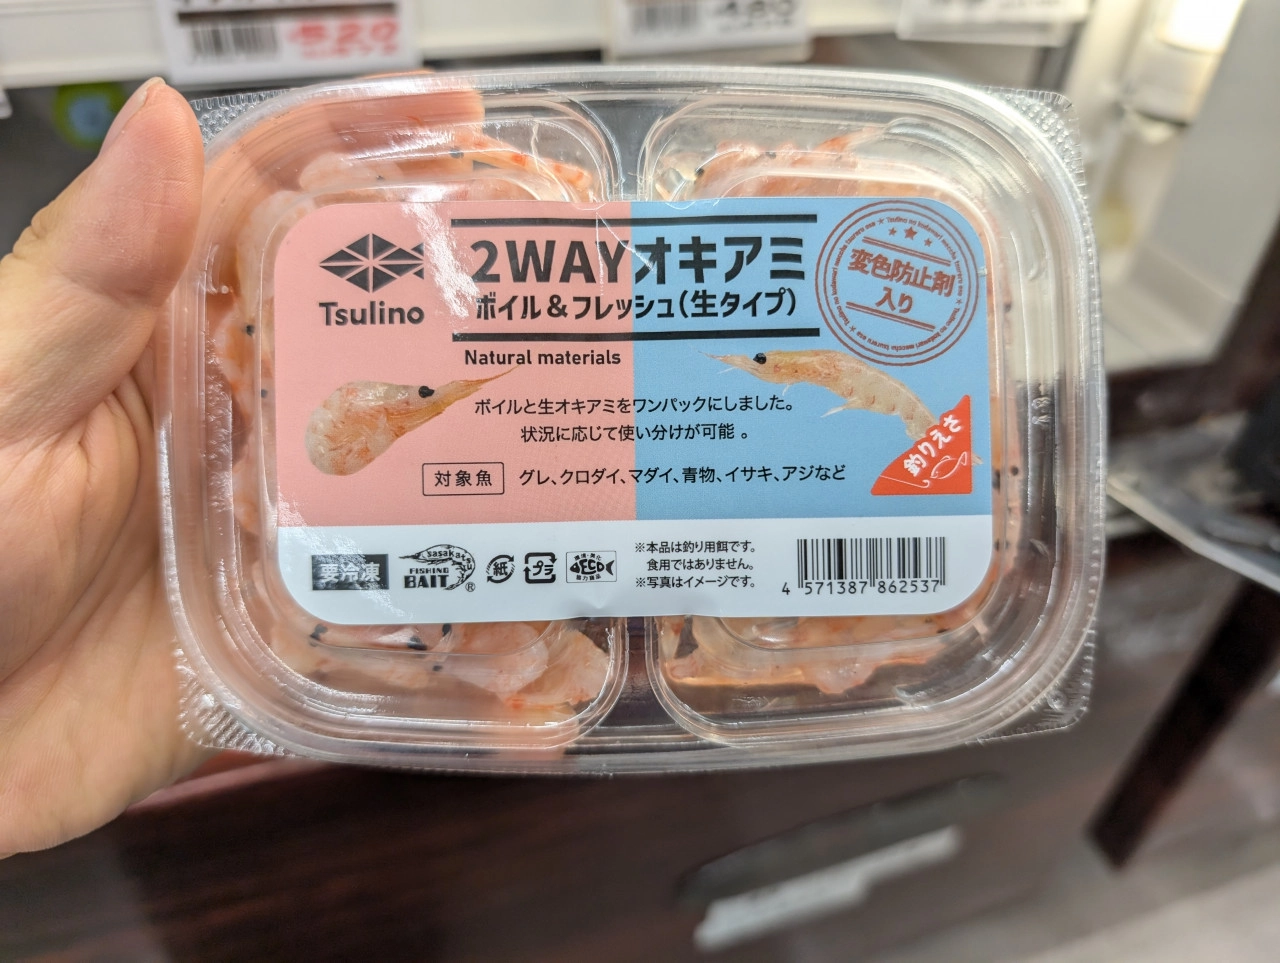 Tsulino
2WAYオキアミ
ボイル&フレッシュ(生タイプ)
Natural materials
変色防止剤
入り
ボイルと生オキアミをワンパックにしました。
状況に応じて使い分けが可能 。
対象魚 グレ、クロダイ、マダイ、青物、イサキ、アジなど
釣りえさ
要冷凍
sasakatsu
FISHING
BAIT
®
紙
プラ
ECO
※本品は釣り用餌です。
食用ではありません。
※写真はイメージです。
4 571387 862537